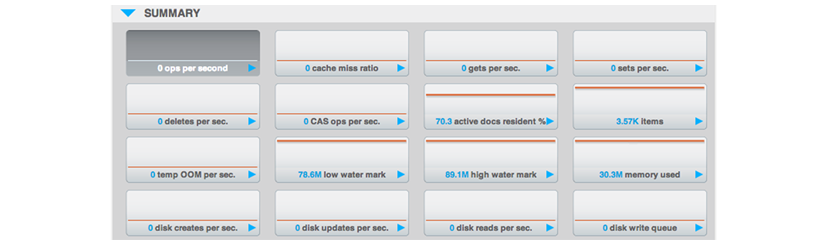 SUMMARY
0 ops per second
0 cache miss ratio
0 gets per sec.
0 sets per sec.
0 deletes per sec.
0 CAS ops per sec.
70.3 active docs resident %
3.57K items
0 temp OOM per sec.
78.6M low water mark
89.1M high water mark
30.3M memory used
0 disk creates per sec.
0 disk updates per sec.
0 disk reads per sec.
0 disk write queue